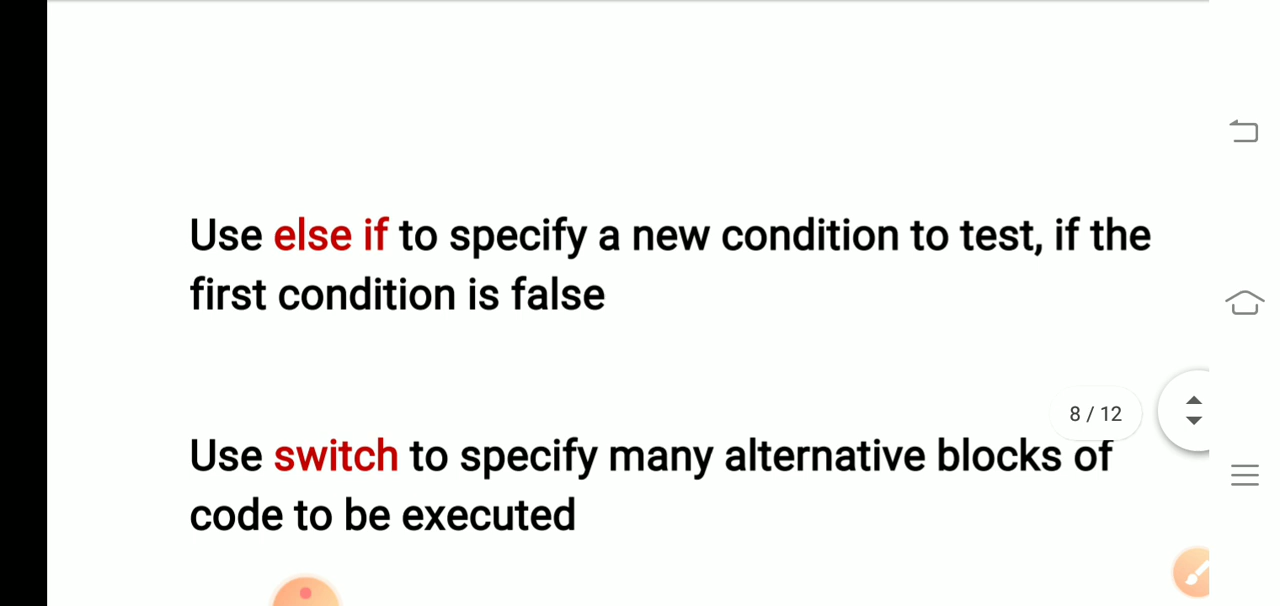 Use else if to specify a new condition to test, if the
first condition is false
8 / 12
Use switch to specify many alternative blocks of
code to be executed